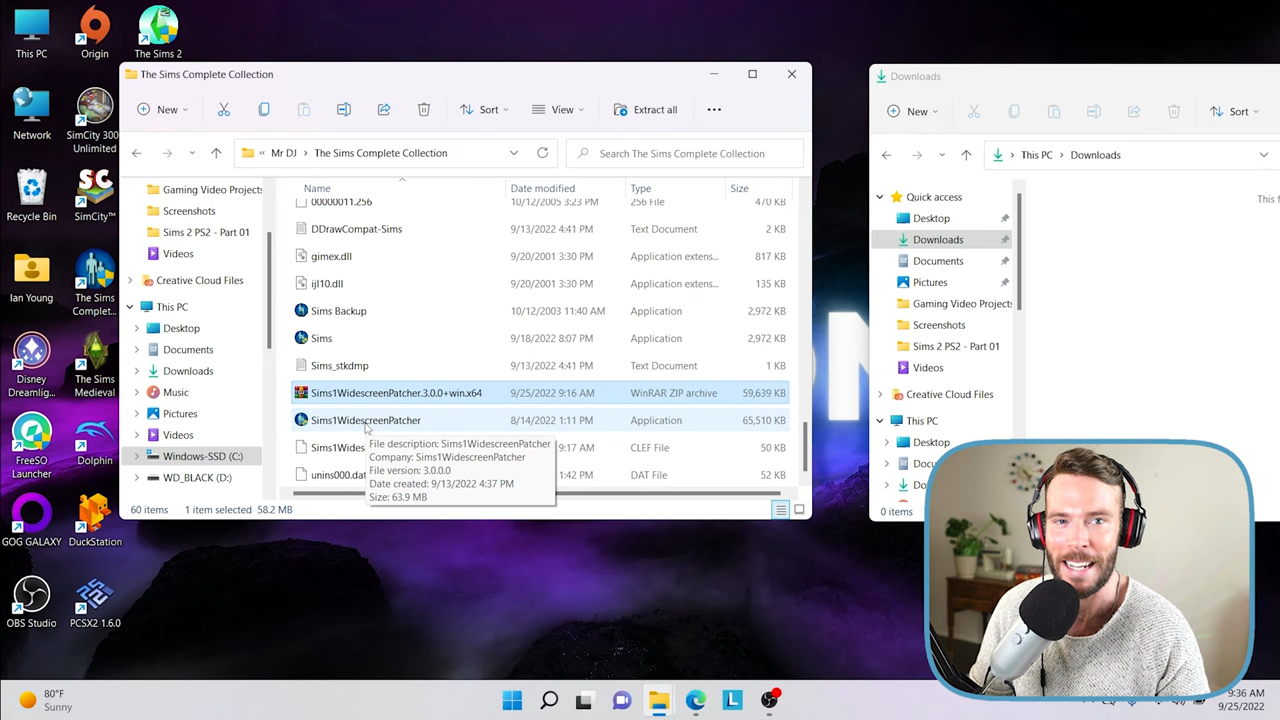 This PC
Origin
The Sims 2
Network
SimCity 300
Unlimited
Recycle Bin
SimCity™
Ian Young
The Sims
Complet...
Disney
Dreamlig...
The Sims
Medieval
FreeSO
Launcher
Dolphin
GOG GALAXY
DuckStation
OBS Studio
PCSX2 1.6.0
The Sims Complete Collection
New
Sort
View
Extract all
« Mr DJ > The Sims Complete Collection
Search The Sims Complete Collection
Gaming Video Projects
Screenshots
Sims 2 PS2 - Part 01
Videos
Creative Cloud Files
This PC
Desktop
Documents
Downloads
Music
Pictures
Videos
Windows-SSD (C:)
WD_BLACK (D:)
Name Date modified Type Size
00000011.256 10/12/2005 3:23 PM 256 File 470 KB
DDrawCompat-Sims 9/13/2022 4:41 PM Text Document 2 KB
gimex.dll 9/20/2001 3:30 PM Application extens... 817 KB
ijl10.dll 9/20/2001 3:30 PM Application extens... 135 KB
Sims Backup 10/12/2003 11:40 AM Application 2,972 KB
Sims 9/18/2022 8:07 PM Application 2,972 KB
Sims_stkdmp 9/13/2022 4:41 PM Text Document 2 KB
Sims1WidescreenPatcher.3.0.0+win.x64 9/25/2022 9:16 AM WinRAR ZIP archive 59,639 KB
Sims1WidescreenPatcher 8/14/2022 1:11 PM Application 65,510 KB
Sims1Wides 9:17 AM CLEF File 50 KB
unins000.dat 1:42 PM DAT File 52 KB
File description: Sims1WidescreenPatcher
Company: Sims1WidescreenPatcher
File version: 3.0.0.0
Date created: 9/13/2022 4:37 PM
Size: 63.9 MB
60 items 1 item selected 58.2 MB
Downloads
New
Sort
> This PC > Downloads
Quick access
Desktop
Downloads
Documents
Pictures
Gaming Video Projects
Screenshots
Sims 2 PS2 - Part 01
Videos
Creative Cloud Files
This PC
Desktop
Docu
Do
This f
0 items
80°F
Sunny
9:36 AM
9/25/2022